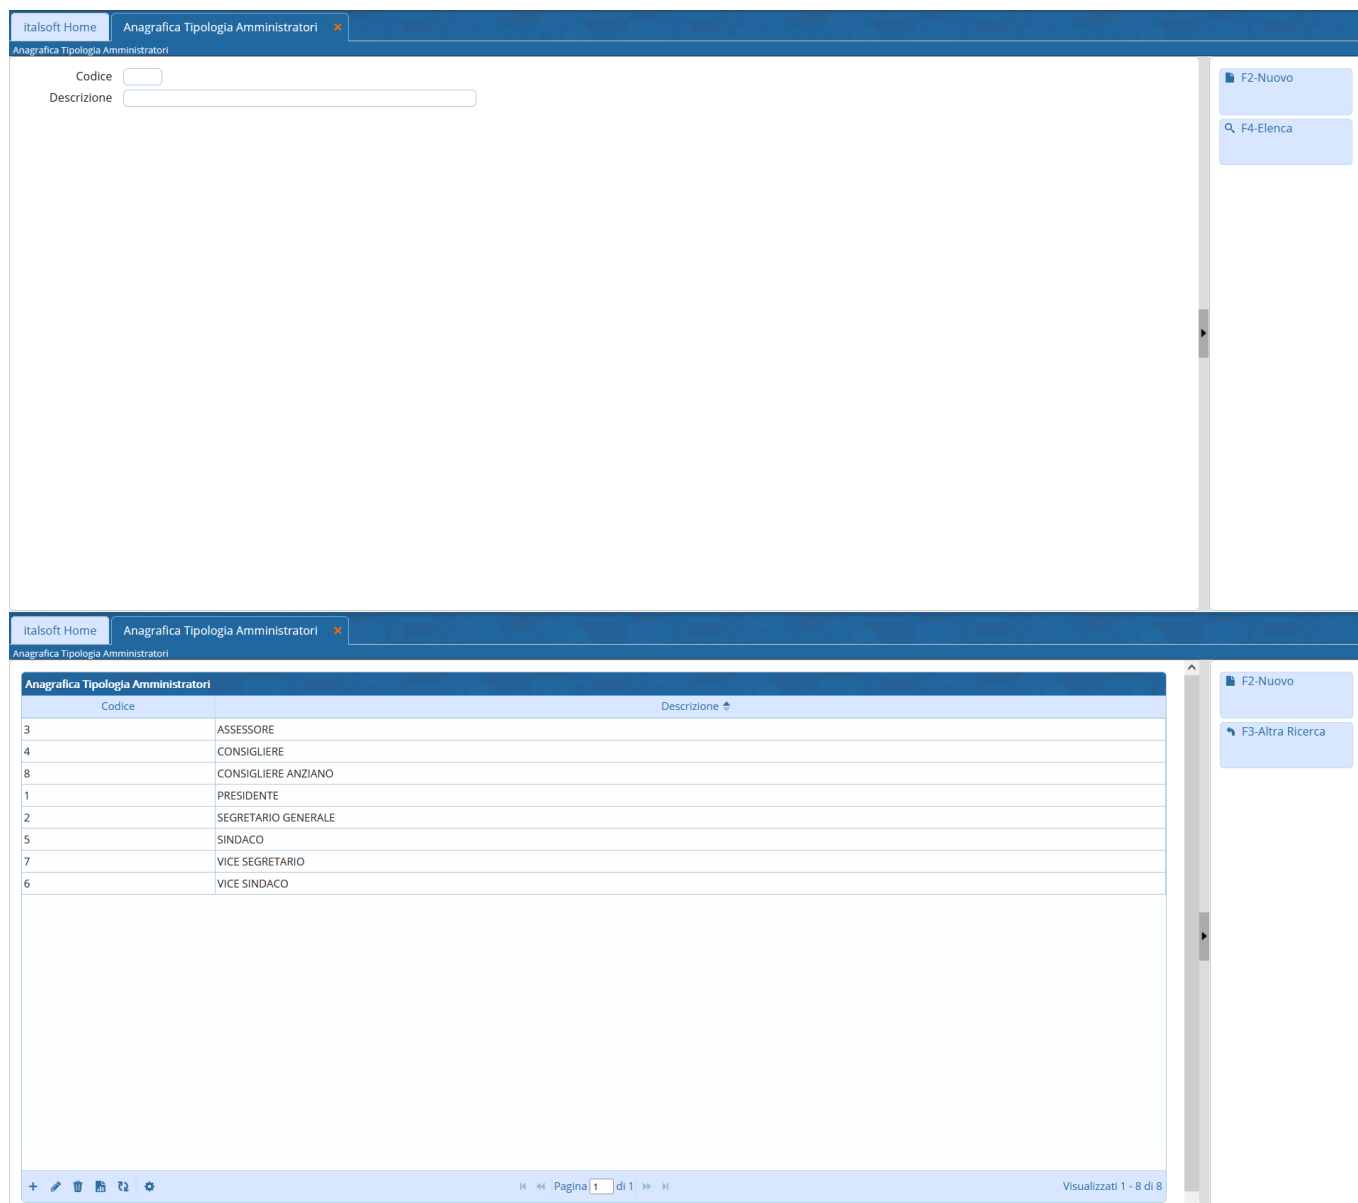 italsoft Home
Anagrafica Tipologia Amministratori
Anagrafica Tipologia Amministratori
Codice
Descrizione
F2-Nuovo
F4-Elenca
italsoft Home
Anagrafica Tipologia Amministratori
Anagrafica Tipologia Amministratori
Anagrafica Tipologia Amministratori
Codice Descrizione
3 ASSESSORE
4 CONSIGLIERE
8 CONSIGLIERE ANZIANO
1 PRESIDENTE
2 SEGRETARIO GENERALE
5 SINDACO
7 VICE SEGRETARIO
6 VICE SINDACO
Pagina 1 di 1
Visualizzati 1 - 8 di 8
F2-Nuovo
F3-Altra Ricerca